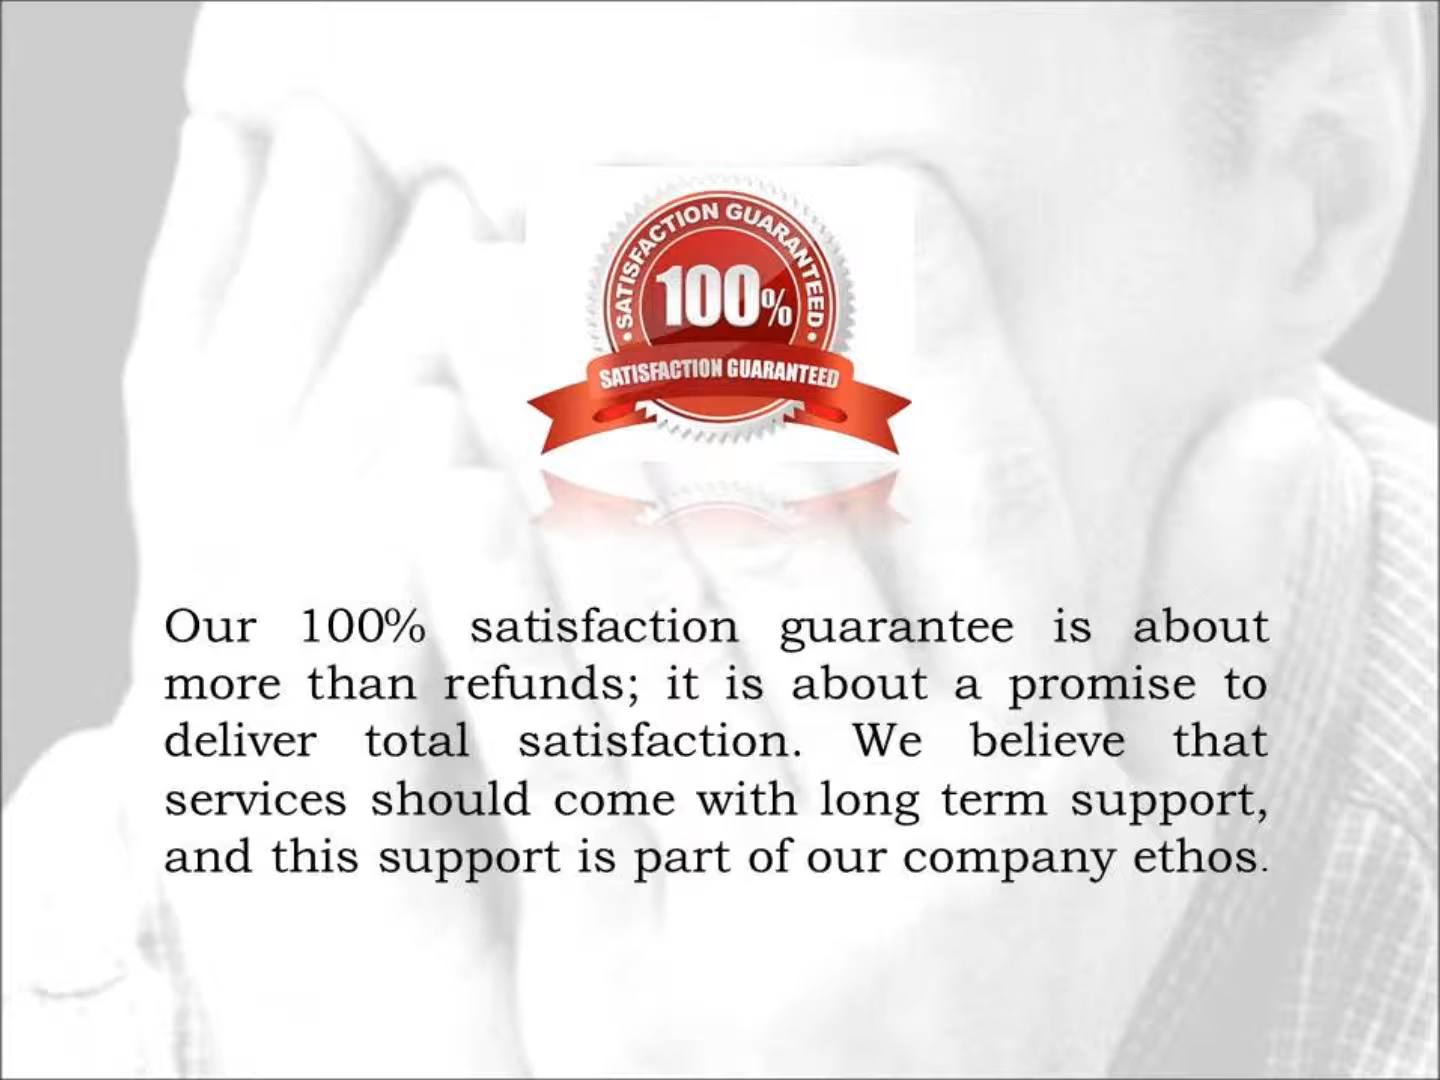 SATISFACTION GUARANTEED
100%
SATISFACTION GUARANTEED
Our 100% satisfaction guarantee is about
more than refunds; it is about a promise to
deliver total satisfaction. We believe that
services should come with long term support,
and this support is part of our company ethos.